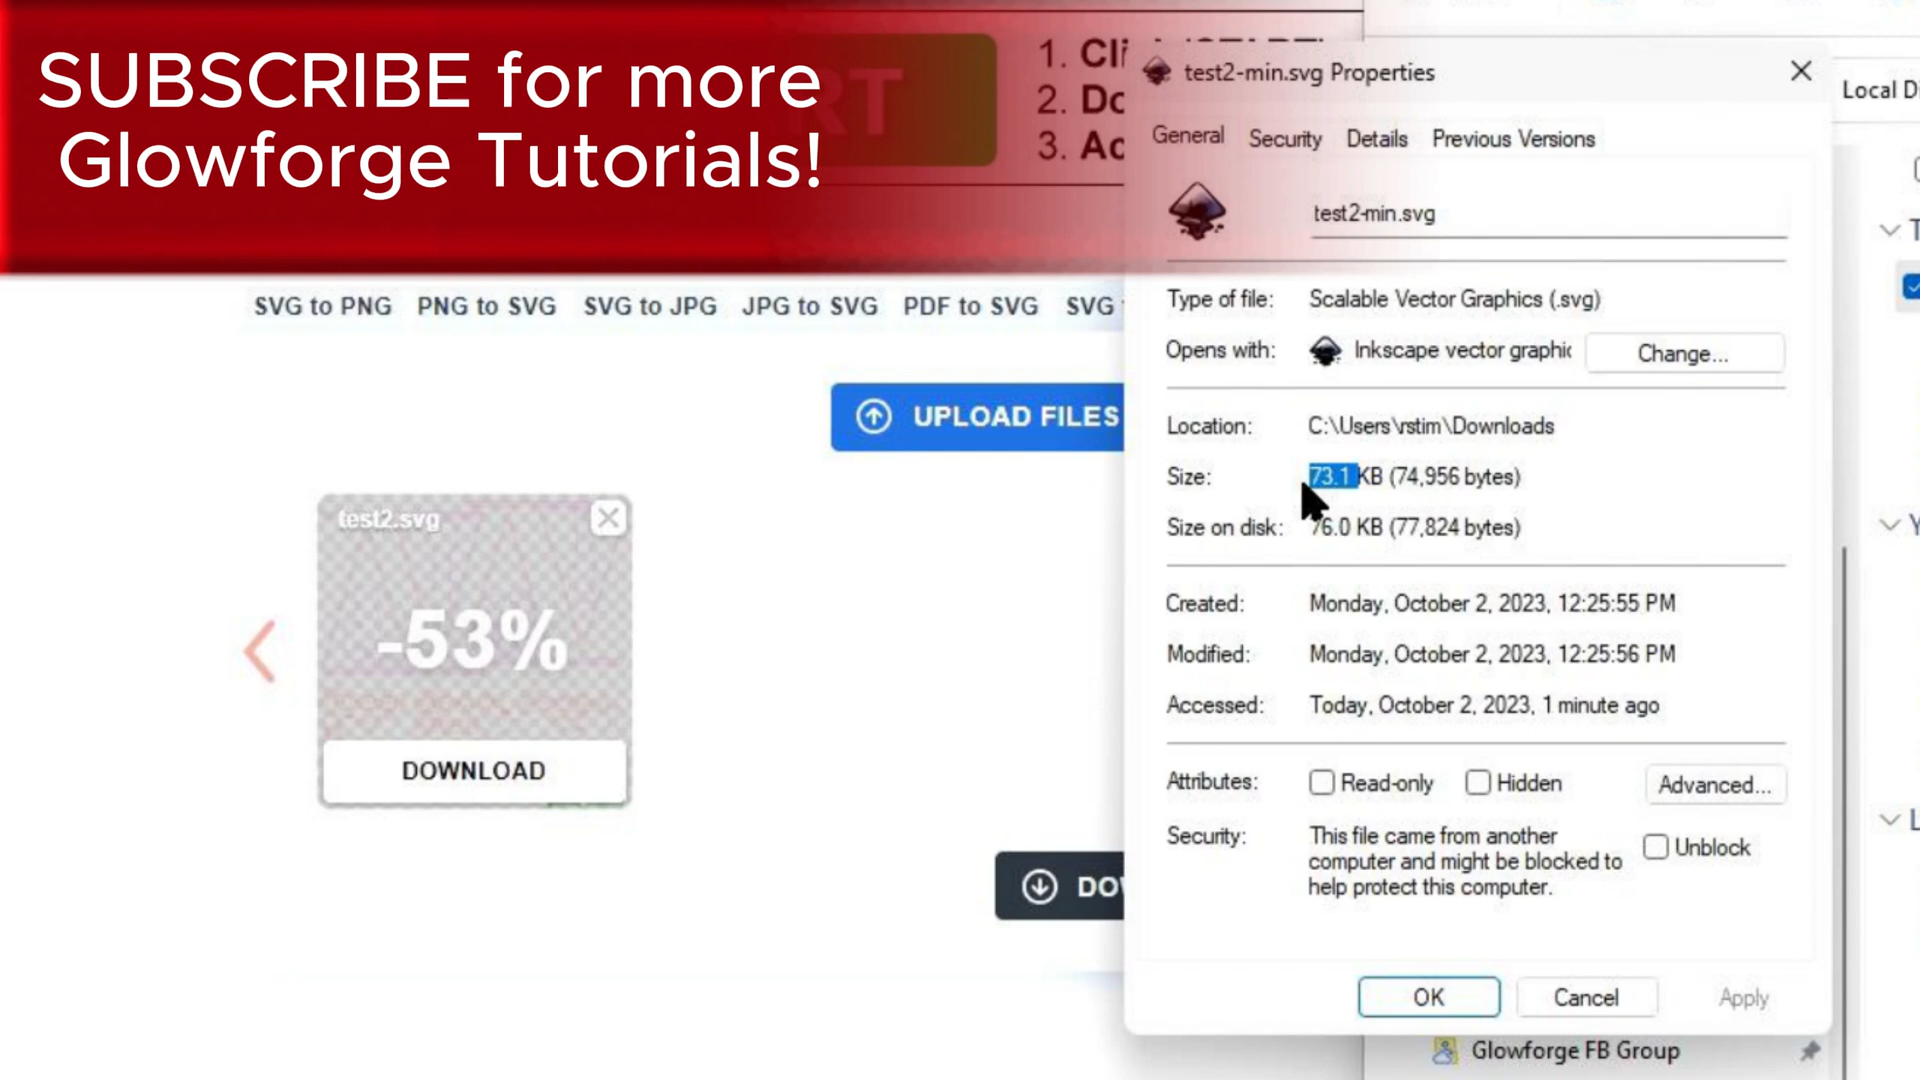 SUBSCRIBE for more
Glowforge Tutorials!
1.
2.
3.
SVG to PNG PNG to SVG SVG to JPG JPG to SVG PDF to SVG SVG
UPLOAD FILES
test2.svg
-53%
DOWNLOAD
test2-min.svg Properties
General Security Details Previous Versions
test2-min.svg
Type of file: Scalable Vector Graphics (.svg)
Opens with: Inkscape vector graphic Change...
Location: C:\Users\rstim\Downloads
Size: 73.1 KB (74,956 bytes)
Size on disk: 76.0 KB (77,824 bytes)
Created: Monday, October 2, 2023, 12:25:55 PM
Modified: Monday, October 2, 2023, 12:25:56 PM
Accessed: Today, October 2, 2023, 1 minute ago
Attributes: Read-only Hidden Advanced...
Security: This file came from another
computer and might be blocked to
help protect this computer.
Unblock
OK Cancel Apply
Local
Glowforge FB Group